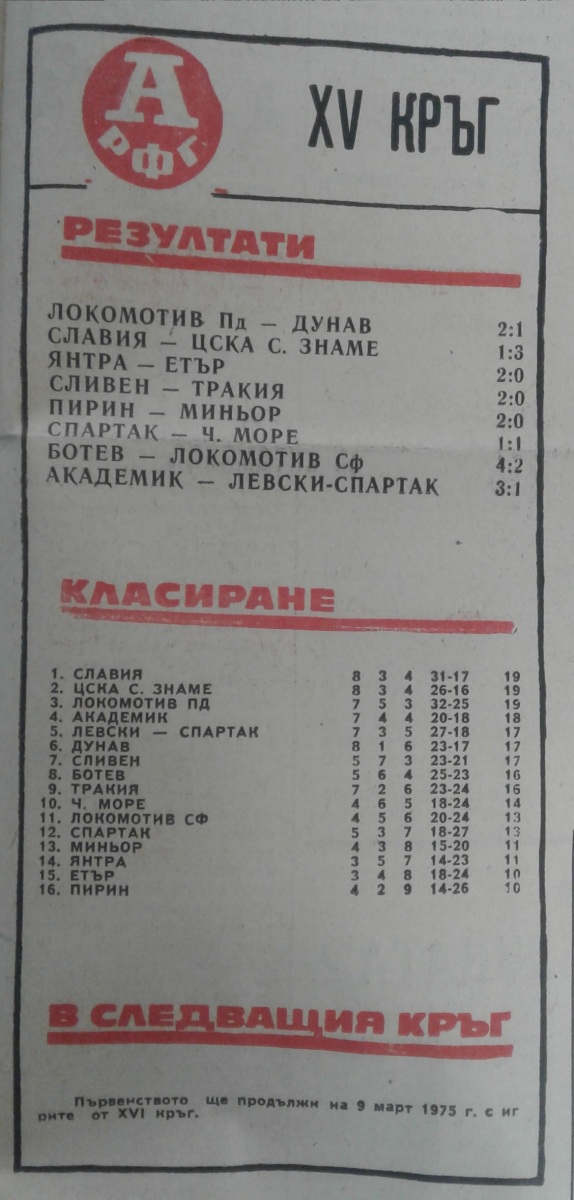 А
РФГ
XV КРЪГ
РЕЗУЛТАТИ
ЛОКОМОТИВ Пд — ДУНАВ 2:1
СЛАВИЯ — ЦСКА С. ЗНАМЕ 1:3
ЯНТРА — ЕТЪР 2:0
СЛИВЕН — ТРАКИЯ 2:0
ПИРИН — МИНЬОР 2:0
СПАРТАК — Ч. МОРЕ 1:1
БОТЕВ — ЛОКОМОТИВ Сф 4:2
АКАДЕМИК — ЛЕВСКИ-СПАРТАК 3:1
КЛАСИРАНЕ
1. СЛАВИЯ 8 3 4 31-17 19
2. ЦСКА С. ЗНАМЕ 8 3 4 26-16 19
3. ЛОКОМОТИВ ПД 7 5 3 32-25 19
4. АКАДЕМИК 7 4 4 20-18 18
5. ЛЕВСКИ — СПАРТАК 7 3 5 27-18 17
6. ДУНАВ 8 1 6 23-17 17
7. СЛИВЕН 5 7 3 23-21 17
8. БОТЕВ 5 6 4 25-23 16
9. ТРАКИЯ 7 2 6 23-24 16
10. Ч. МОРЕ 4 6 5 18-24 14
11. ЛОКОМОТИВ СФ 4 5 6 20-24 13
12. СПАРТАК 5 3 7 18-27 13
13. МИНЬОР 4 3 8 15-20 11
14. ЯНТРА 3 5 7 14-23 11
15. ЕТЪР 3 4 8 18-24 10
16. ПИРИН 4 2 9 14-26 10
В СЛЕДВАЩИЯ КРЪГ
Първенството ще продължи на 9 март 1975 г. с иг
рите от XVI кръг.